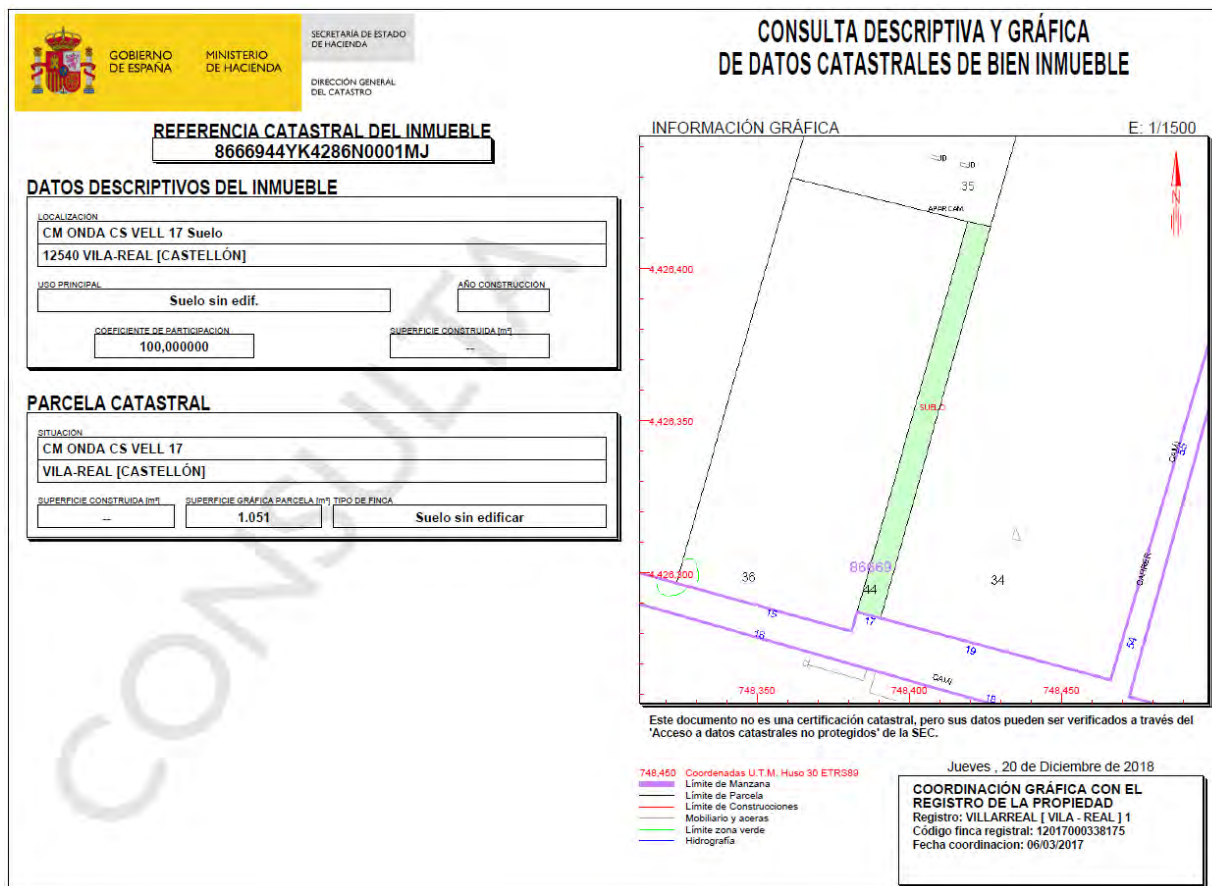 GOBIERNO
DE ESPAÑA
MINISTERIO
DE HACIENDA
SECRETARÍA DE ESTADO
DE HACIENDA
DIRECCIÓN GENERAL
DEL CATASTRO
CONSULTA DESCRIPTIVA Y GRÁFICA
DE DATOS CATASTRALES DE BIEN INMUEBLE
REFERENCIA CATASTRAL DEL INMUEBLE
8666944YK4286N0001MJ
DATOS DESCRIPTIVOS DEL INMUEBLE
LOCALIZACIÓN
CM ONDA CS VELL 17 Suelo
12540 VILA-REAL [CASTELLÓN]
USO PRINCIPAL
Suelo sin edif.
AÑO CONSTRUCCIÓN
COEFICIENTE DE PARTICIPACIÓN
100,000000
SUPERFICIE CONSTRUIDA [m²]
--
PARCELA CATASTRAL
SITUACIÓN
CM ONDA CS VELL 17
VILA-REAL [CASTELLÓN]
SUPERFICIE CONSTRUIDA [m²]
--
SUPERFICIE GRÁFICA PARCELA [m²]
1.051
TIPO DE FINCA
Suelo sin edificar
CONSULTA
INFORMACIÓN GRÁFICA
E: 1/1500
JD
JD
35
APARCAM
N
4,426,400
SUELO
4,426,350
CAMI
55
86669
4,426,300
36
44
34
CARRER
15
17
16
19
54
CAMI
18
748,350
748,400
748,450
Este documento no es una certificación catastral, pero sus datos pueden ser verificados a través del
'Acceso a datos catastrales no protegidos' de la SEC.
748,450 Coordenadas U.T.M. Huso 30 ETRS89
Límite de Manzana
Límite de Parcela
Límite de Construcciones
Mobiliario y aceras
Límite zona verde
Hidrografía
Jueves , 20 de Diciembre de 2018
COORDINACIÓN GRÁFICA CON EL
REGISTRO DE LA PROPIEDAD
Registro: VILLARREAL [ VILA - REAL ] 1
Código finca registral: 12017000338175
Fecha coordinacion: 06/03/2017